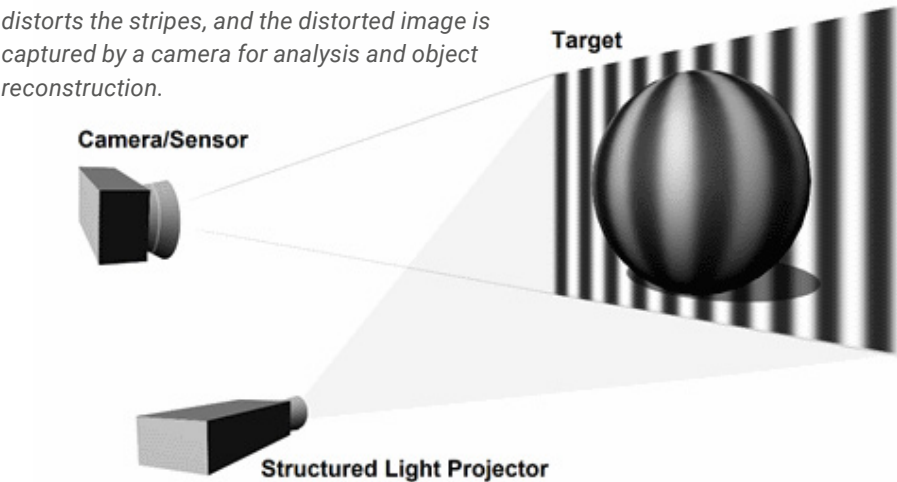 distorts the stripes, and the distorted image is
captured by a camera for analysis and object
reconstruction.
Target
Camera/Sensor
Structured Light Projector